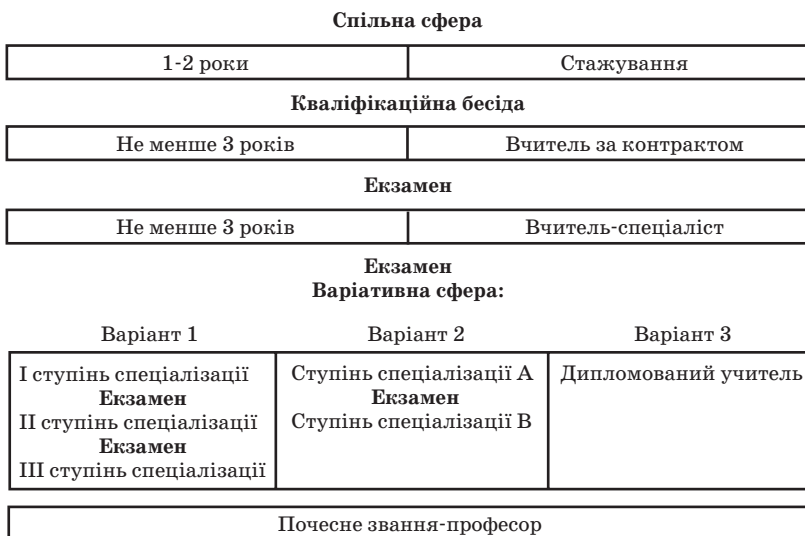 Спільна сфера
1-2 роки Стажування
Кваліфікаційна бесіда
Не менше 3 років Вчитель за контрактом
Екзамен
Не менше 3 років Вчитель-спеціаліст
Екзамен
Варіативна сфера:
Варіант 1 Варіант 2 Варіант 3
I ступінь спеціалізації
Екзамен
II ступінь спеціалізації
Екзамен
III ступінь спеціалізації
Ступінь спеціалізації А
Екзамен
Ступінь спеціалізації В
Дипломований учитель
Почесне звання-професор